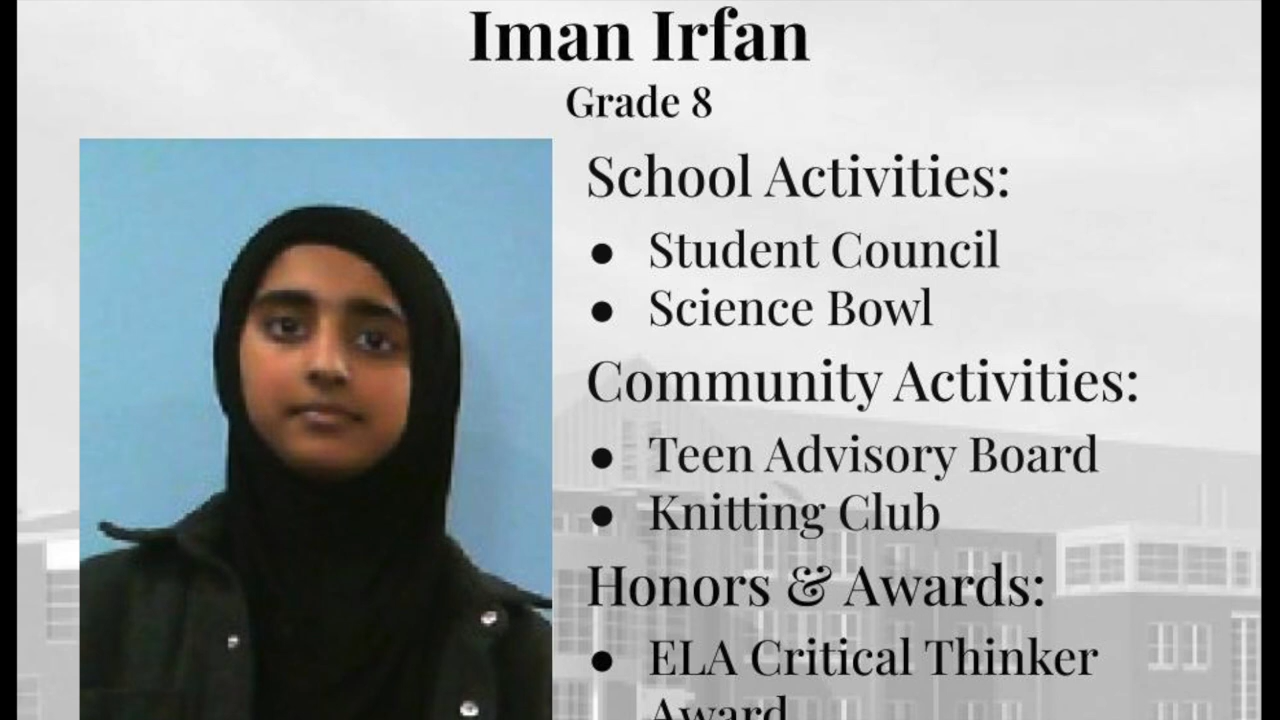 Iman Irfan
Grade 8
School Activities:
● Student Council
● Science Bowl
Community Activities:
● Teen Advisory Board
● Knitting Club
Honors & Awards:
● ELA Critical Thinker
Award